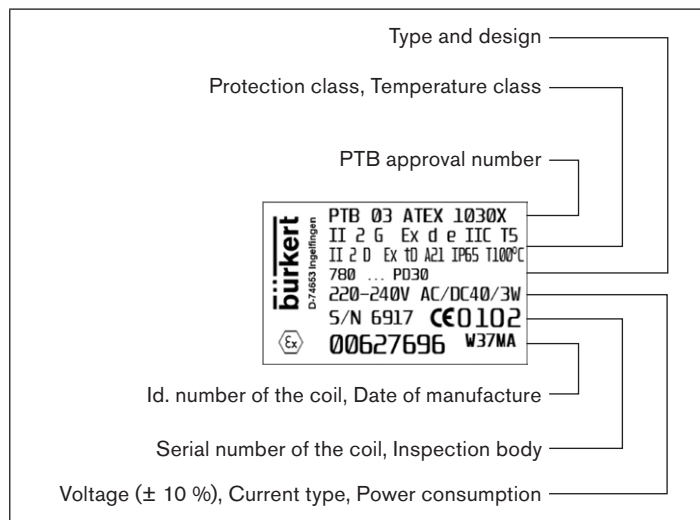 Type and design
Protection class, Temperature class
PTB approval number
bürkert
D-74653 Ingelfingen
PTB 03 ATEX 1030X
II 2 G Ex d e IIC T5
II 2 D Ex tD A21 IP65 T100°C
780 ... PD30
220-240V AC/DC40/3W
S/N 6917 CE0102
Ex
00627696 W37MA
Id. number of the coil, Date of manufacture
Serial number of the coil, Inspection body
Voltage (± 10 %), Current type, Power consumption